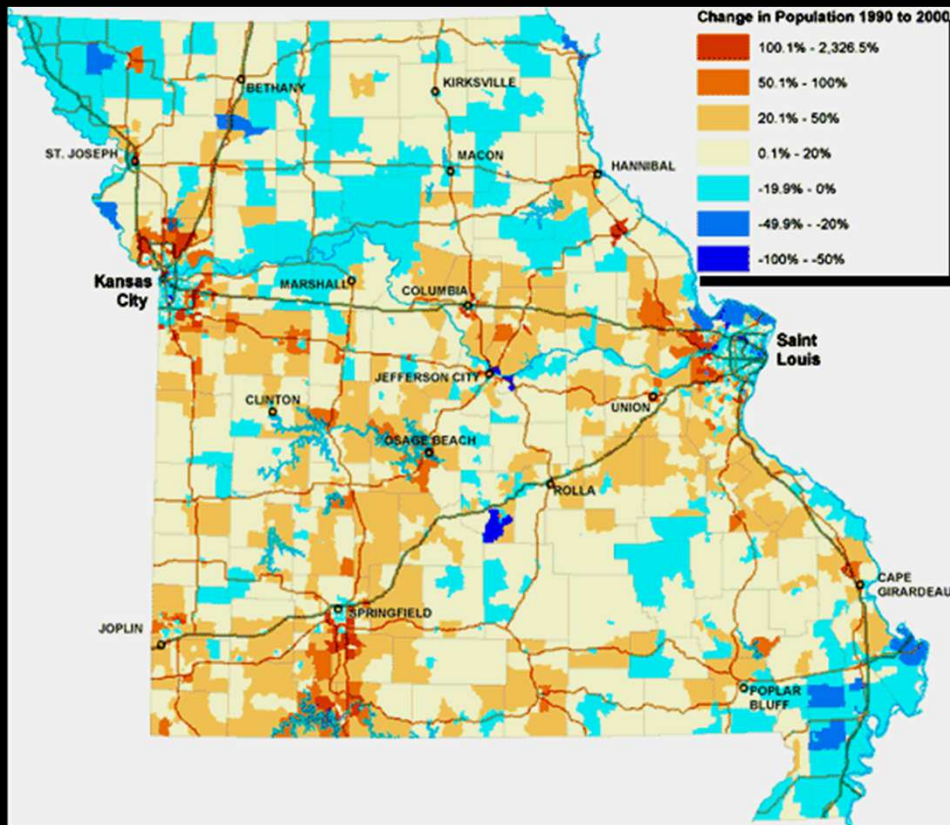 Change in Population 1990 to 2000
100.1% - 2,326.5%
50.1% - 100%
20.1% - 50%
0.1% - 20%
-19.9% - 0%
-49.9% - -20%
-100% - -50%
BETHANY
KIRKSVILLE
ST. JOSEPH
MACON
HANNIBAL
Kansas
City
MARSHALL
COLUMBIA
Saint
Louis
JEFFERSON CITY
CLINTON
UNION
OSAGE BEACH
ROLLA
CAPE
GIRARDEAU
SPRINGFIELD
JOPLIN
POPLAR
BLUFF